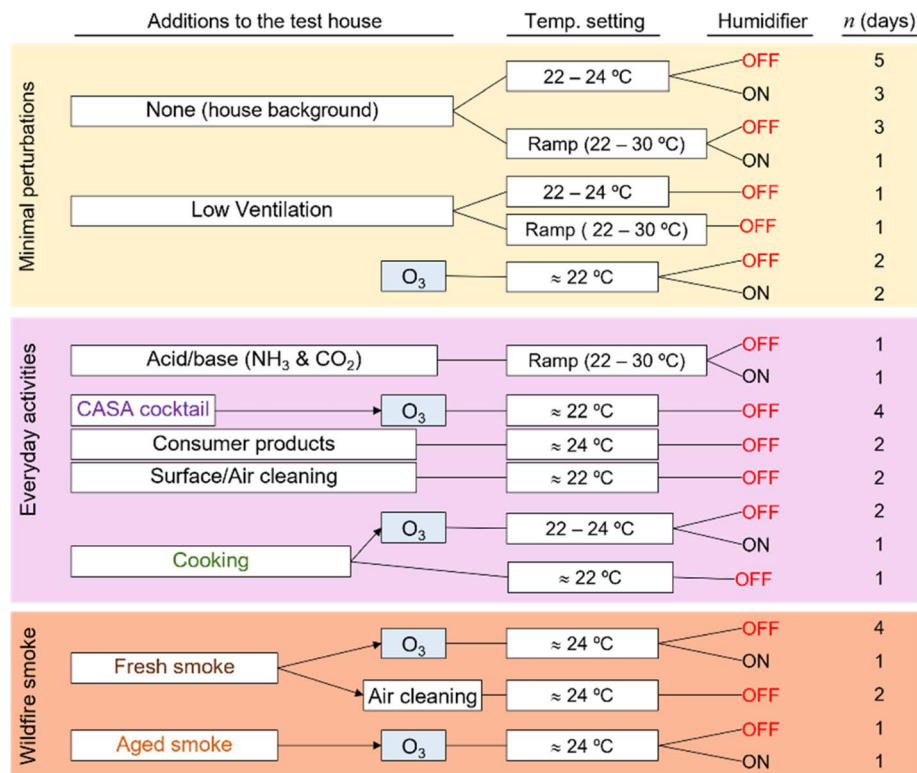 Additions to the test house Temp. setting Humidifier n (days)
Minimal perturbations
OFF 5
22 – 24 ºC
ON 3
None (house background)
OFF 3
Ramp (22 – 30 ºC)
ON 1
22 – 24 ºC OFF 1
Low Ventilation
Ramp ( 22 – 30 ºC) OFF 1
OFF 2
O₃ ≈ 22 ºC
ON 2
Everyday activities
OFF 1
Acid/base (NH₃ & CO₂) Ramp (22 – 30 ºC)
ON 1
CASA cocktail O₃ ≈ 22 ºC OFF 4
Consumer products ≈ 24 ºC OFF 2
Surface/Air cleaning ≈ 22 ºC OFF 2
OFF 2
O₃ 22 – 24 ºC
ON 1
Cooking
≈ 22 ºC OFF 1
Wildfire smoke
OFF 4
O₃ ≈ 24 ºC
ON 1
Fresh smoke
Air cleaning ≈ 24 ºC OFF 2
OFF 1
Aged smoke O₃ ≈ 24 ºC
ON 1